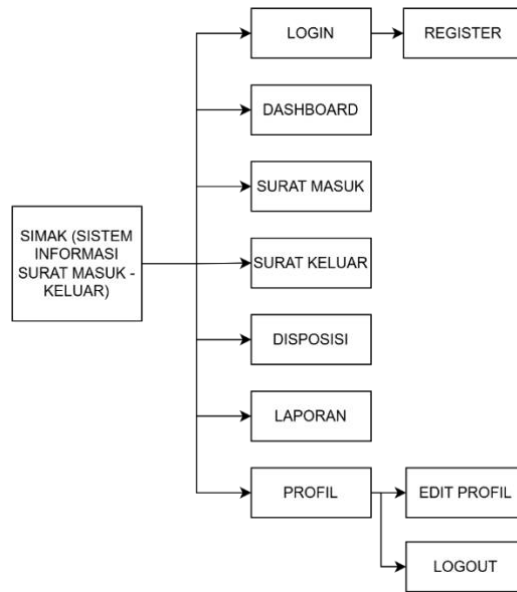 LOGIN
REGISTER
DASHBOARD
SURAT MASUK
SIMAK (SISTEM
INFORMASI
SURAT MASUK -
KELUAR)
SURAT KELUAR
DISPOSISI
LAPORAN
PROFIL
EDIT PROFIL
LOGOUT